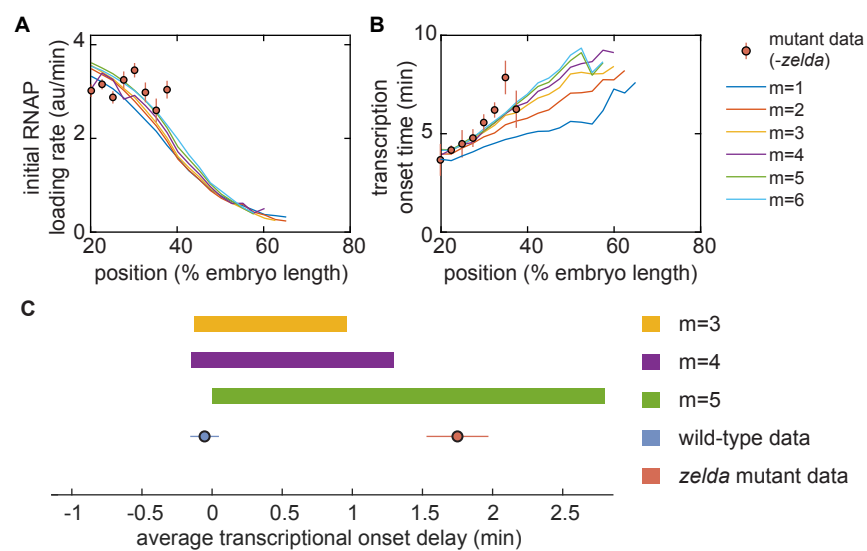 A
initial RNAP
loading rate (au/min)
4
2
0
20 40 60 80
position (% embryo length)
B
transcription
onset time (min)
10
5
0
20 40 60 80
position (% embryo length)
mutant data
(-zelda)
m=1
m=2
m=3
m=4
m=5
m=6
C
m=3
m=4
m=5
wild-type data
zelda mutant data
-1 -0.5 0 0.5 1 1.5 2 2.5
average transcriptional onset delay (min)